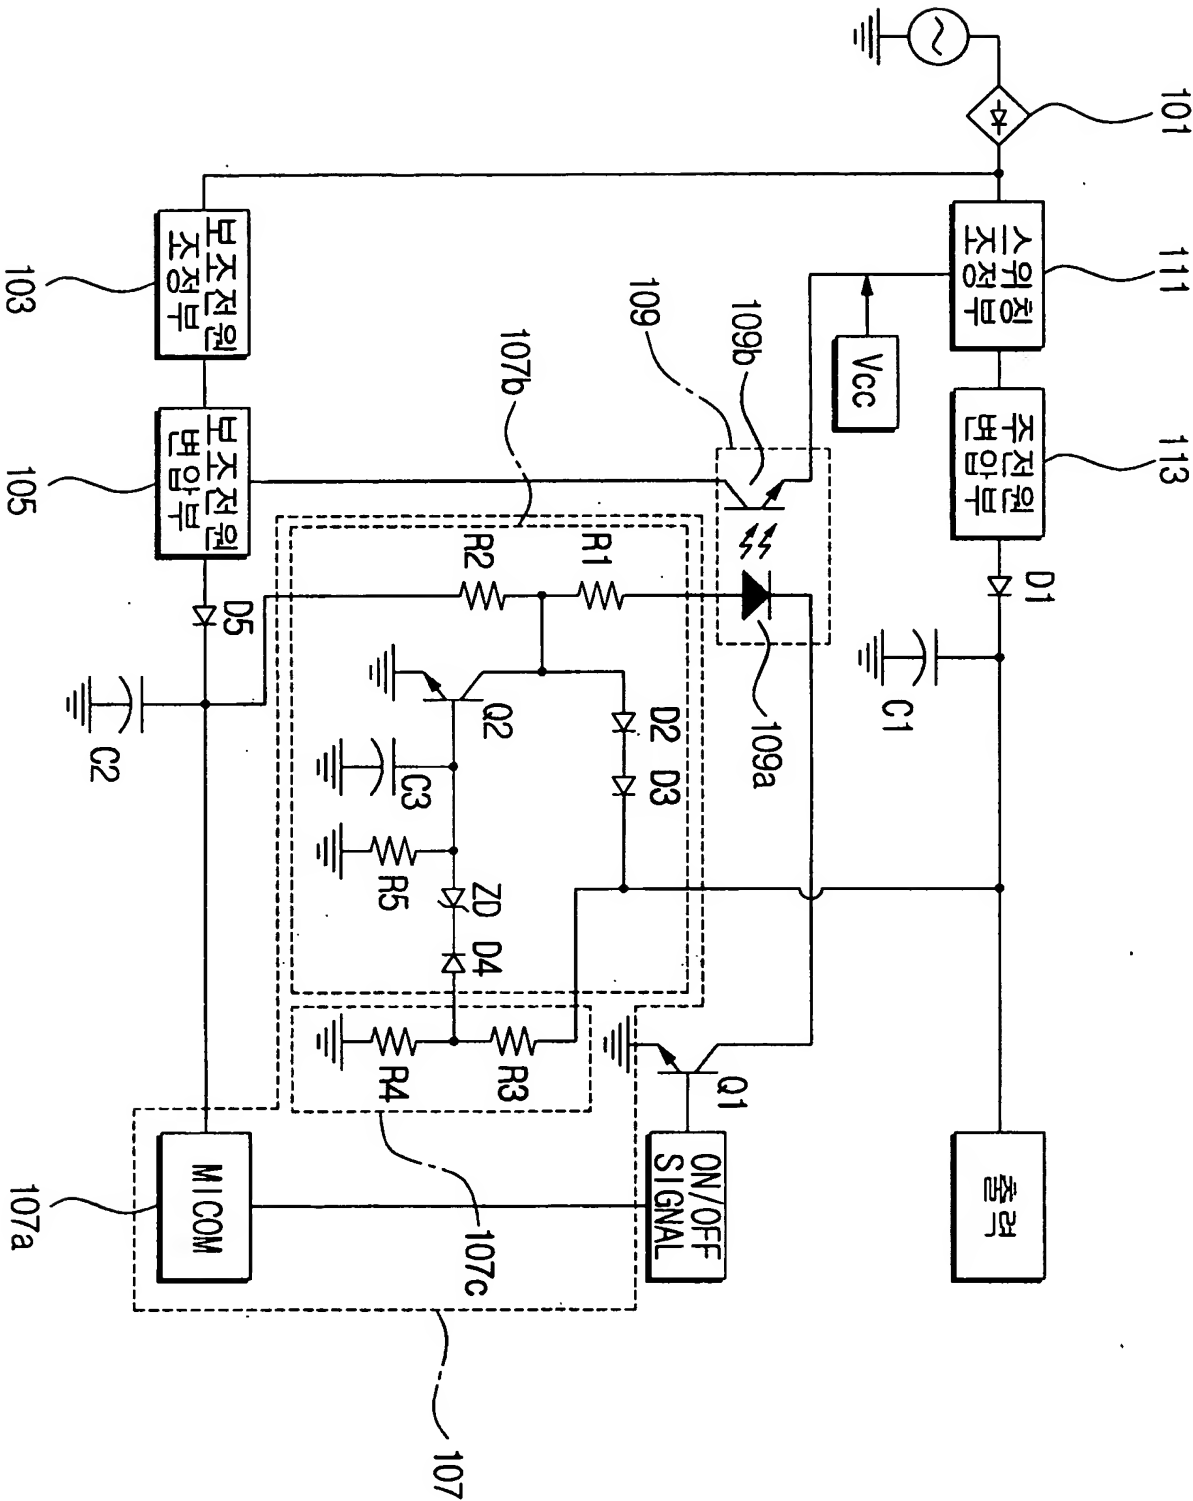 101
스위칭
조정부
111
주전원
변압부
113
D1
C1
출력
Vcc
109
109b
109a
Q1
ON/OFF
SIGNAL
107b
R1
R2
D2
D3
Q2
C3
R5
ZD
D4
R3
R4
107c
보조전원
조정부
103
보조전원
변압부
105
D5
C2
MICOM
107a
107